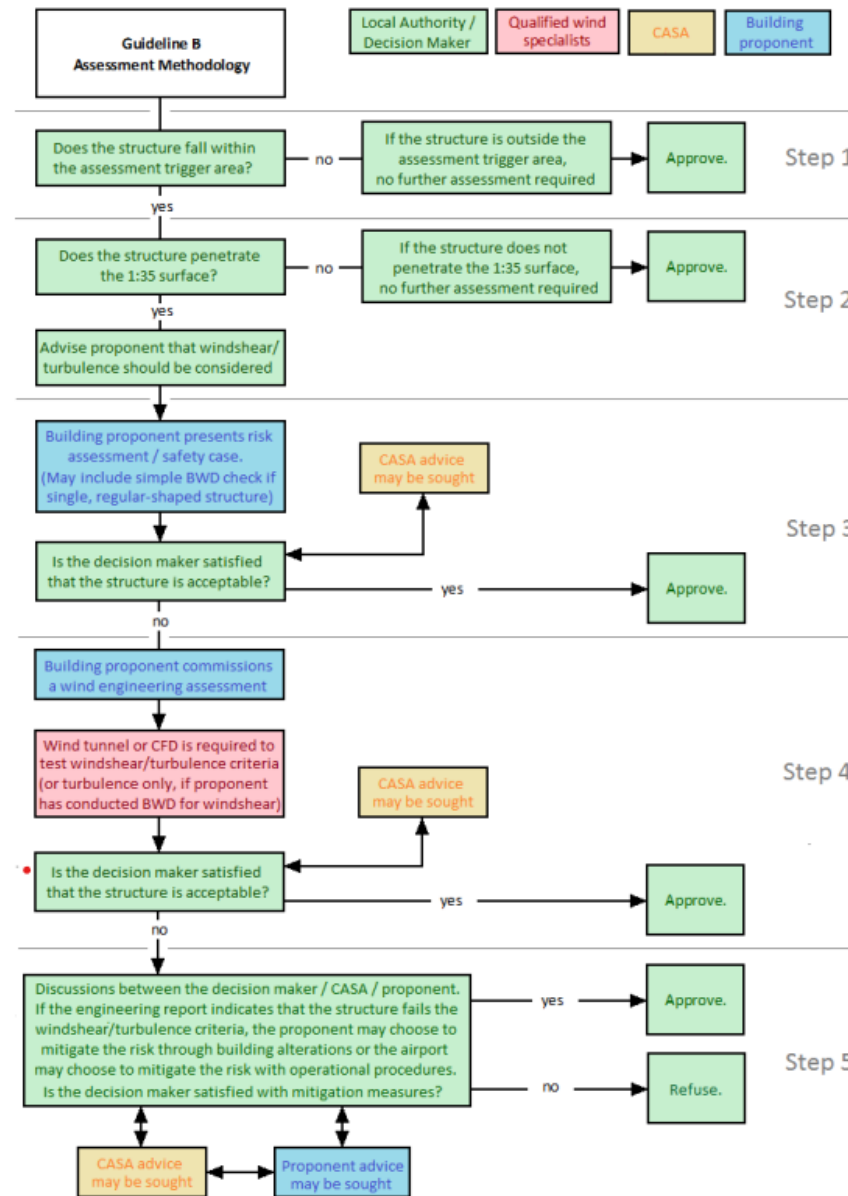 Guideline B
Assessment Methodology
Local Authority /
Decision Maker
Qualified wind
specialists
CASA
Building
proponent
Does the structure fall within
the assessment trigger area?
no
If the structure is outside the
assessment trigger area,
no further assessment required
Approve.
Step 1
yes
Does the structure penetrate
the 1:35 surface?
no
If the structure does not
penetrate the 1:35 surface,
no further assessment required
Approve.
Step 2
yes
Advise proponent that windshear/
turbulence should be considered
Building proponent presents risk
assessment / safety case.
(May include simple BWD check if
single, regular-shaped structure)
CASA advice
may be sought
Step 3
Is the decision maker satisfied
that the structure is acceptable?
yes
Approve.
no
Building proponent commissions
a wind engineering assessment
Wind tunnel or CFD is required to
test windshear/turbulence criteria
(or turbulence only, if proponent
has conducted BWD for windshear)
CASA advice
may be sought
Step 4
Is the decision maker satisfied
that the structure is acceptable?
yes
Approve.
no
Discussions between the decision maker / CASA / proponent.
If the engineering report indicates that the structure fails the
windshear/turbulence criteria, the proponent may choose to
mitigate the risk through building alterations or the airport
may choose to mitigate the risk with operational procedures.
Is the decision maker satisfied with mitigation measures?
yes
Approve.
Step 5
no
Refuse.
CASA advice
may be sought
Proponent advice
may be sought